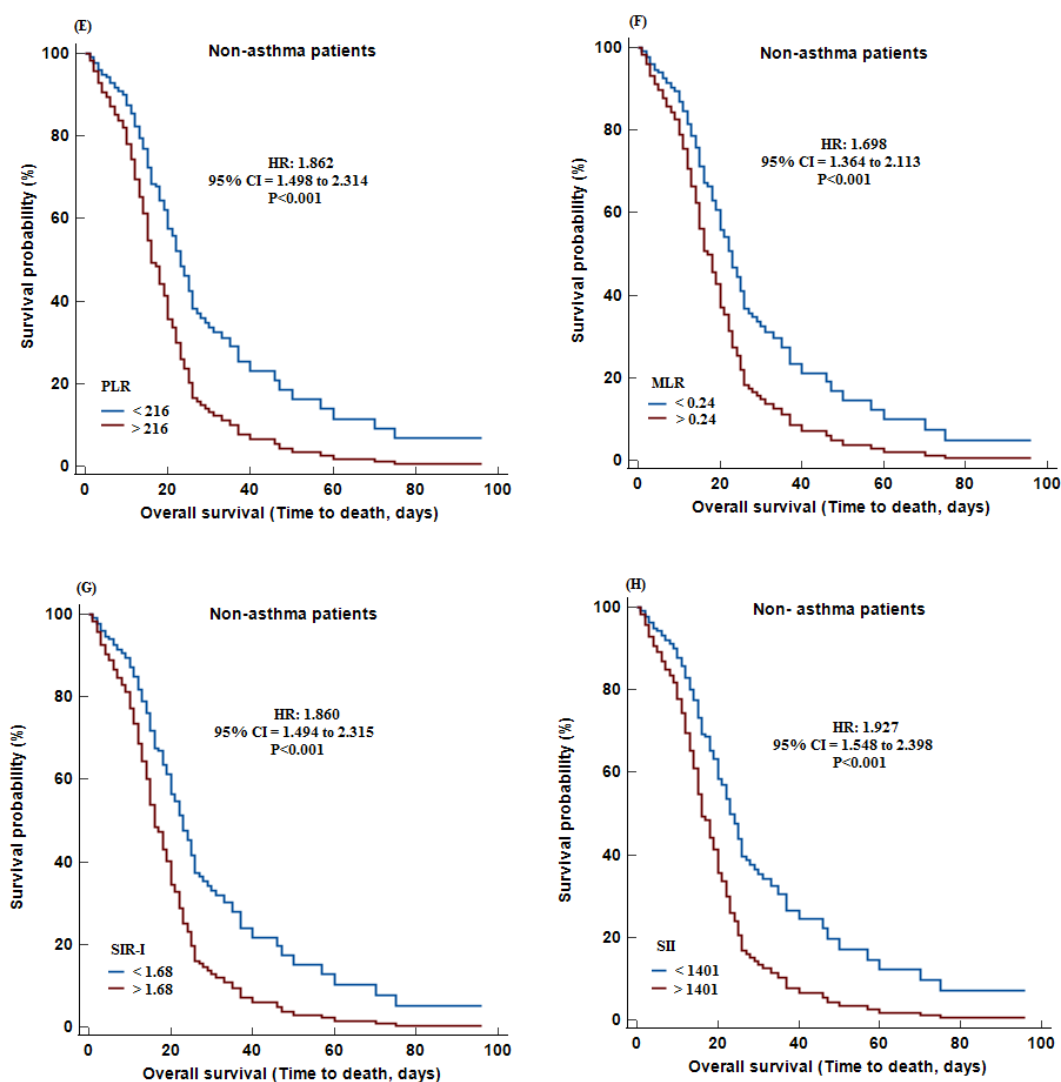 (E)
Non-asthma patients
HR: 1.862
95% CI = 1.498 to 2.314
P<0.001
Survival probability (%)
100
80
60
40
20
0
PLR
< 216
> 216
0 20 40 60 80 100
Overall survival (Time to death, days)
(F)
Non-asthma patients
HR: 1.698
95% CI = 1.364 to 2.113
P<0.001
Survival probability (%)
100
80
60
40
20
0
MLR
< 0.24
> 0.24
0 20 40 60 80 100
Overall survival (Time to death, days)
(G)
Non-asthma patients
HR: 1.860
95% CI = 1.494 to 2.315
P<0.001
Survival probability (%)
100
80
60
40
20
0
SIR-I
< 1.68
> 1.68
0 20 40 60 80 100
Overall survival (Time to death, days)
(H)
Non- asthma patients
HR: 1.927
95% CI = 1.548 to 2.398
P<0.001
Survival probability (%)
100
80
60
40
20
0
SII
< 1401
> 1401
0 20 40 60 80 100
Overall survival (Time to death, days)